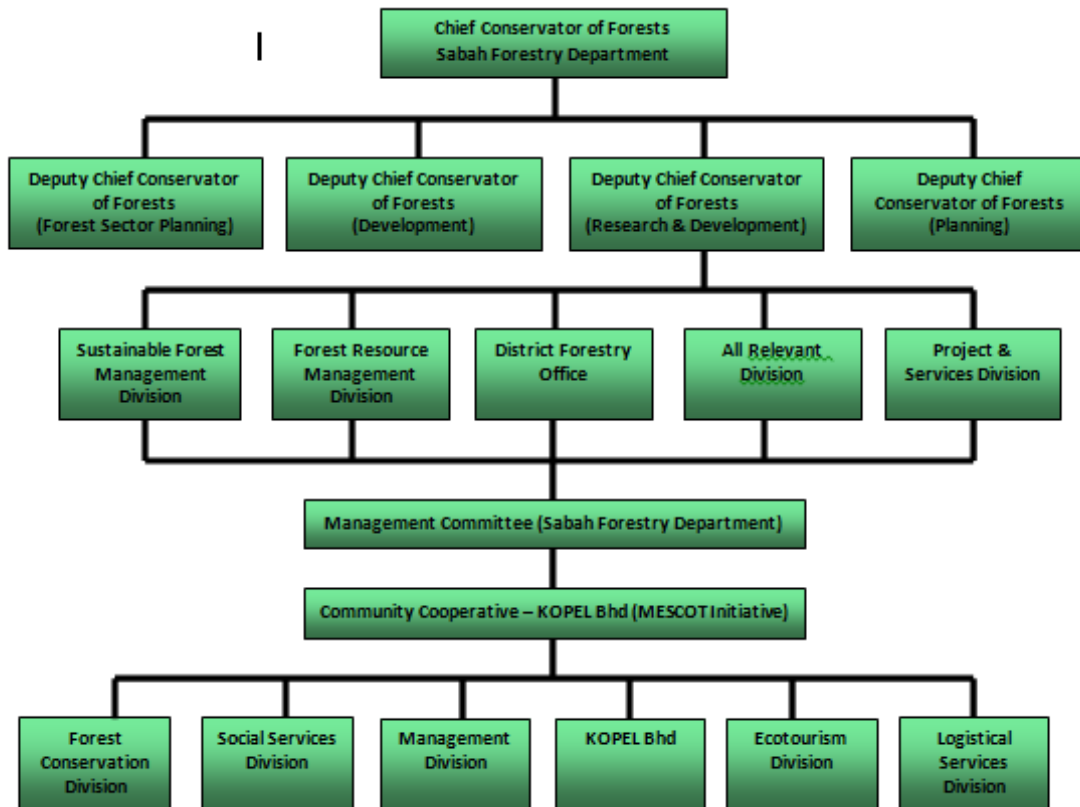 Chief Conservator of Forests
Sabah Forestry Department
Deputy Chief Conservator
of Forests
(Forest Sector Planning)
Deputy Chief Conservator
of Forests
(Development)
Deputy Chief Conservator
of Forests
(Research & Development)
Deputy Chief
Conservator of Forests
(Planning)
Sustainable Forest
Management
Division
Forest Resource
Management
Division
District Forestry
Office
All Relevant
Division
Project &
Services Division
Management Committee (Sabah Forestry Department)
Community Cooperative – KOPEL Bhd (MESCOT Initiative)
Forest
Conservation
Division
Social Services
Division
Management
Division
KOPEL Bhd
Ecotourism
Division
Logistical
Services
Division